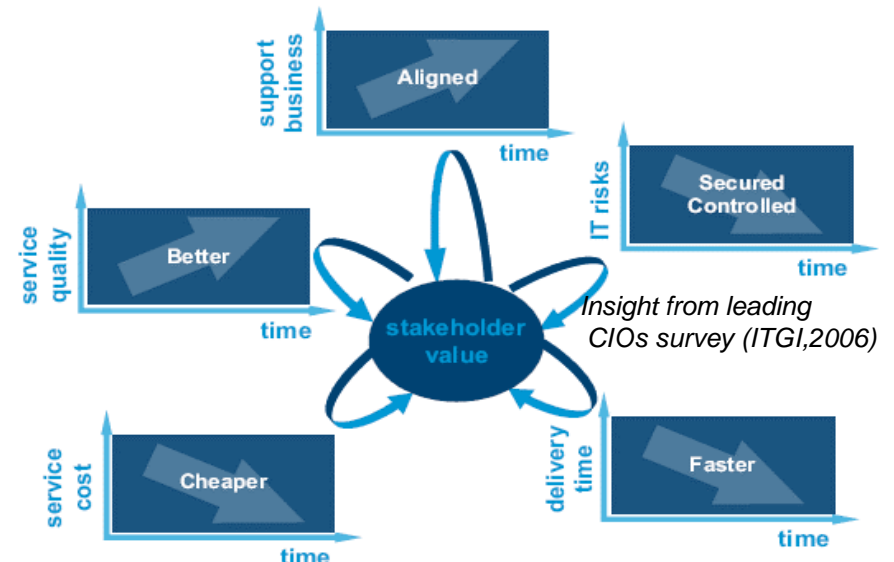 support
business
Aligned
time
IT risks
Secured
Controlled
time
service
quality
Better
time
stakeholder
value
Insight from leading
CIOs survey (ITGI,2006)
service
cost
Cheaper
time
delivery
time
Faster
time